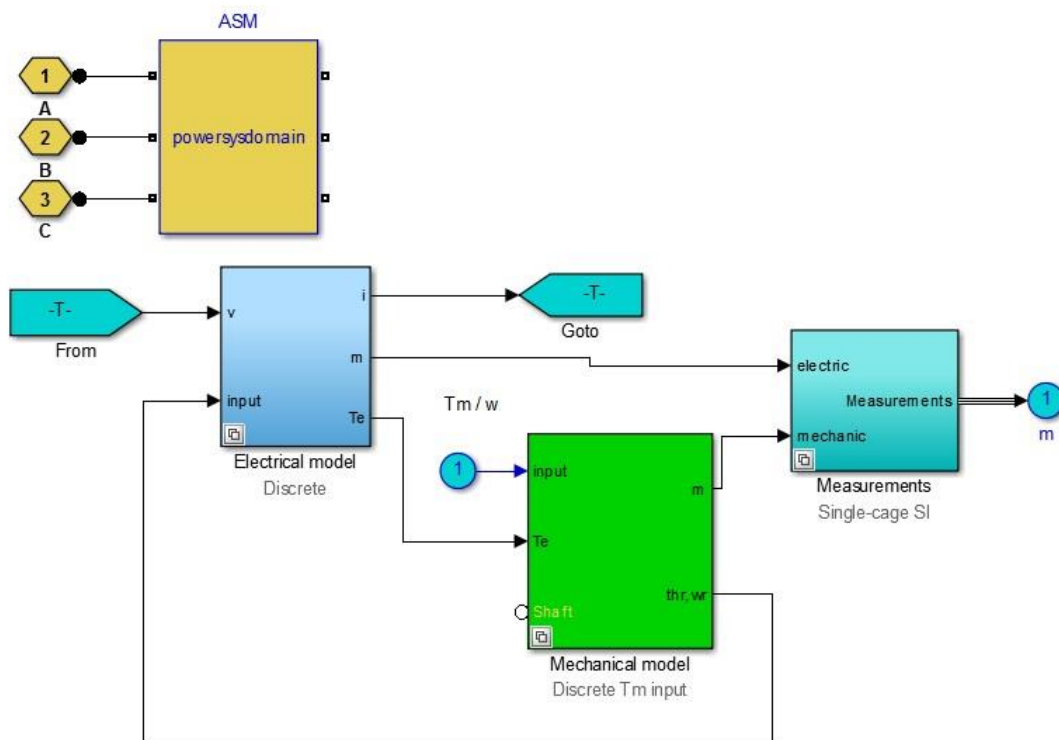 ASM
1
A
2
B
3
C
powersysdomain
-T-
From
v
input
i
m
Te
Electrical model
Discrete
-T-
Goto
Tm / w
1
input
Te
Shaft
m
thr,wr
Mechanical model
Discrete Tm input
electric
mechanic
Measurements
Measurements
Single-cage SI
1
m